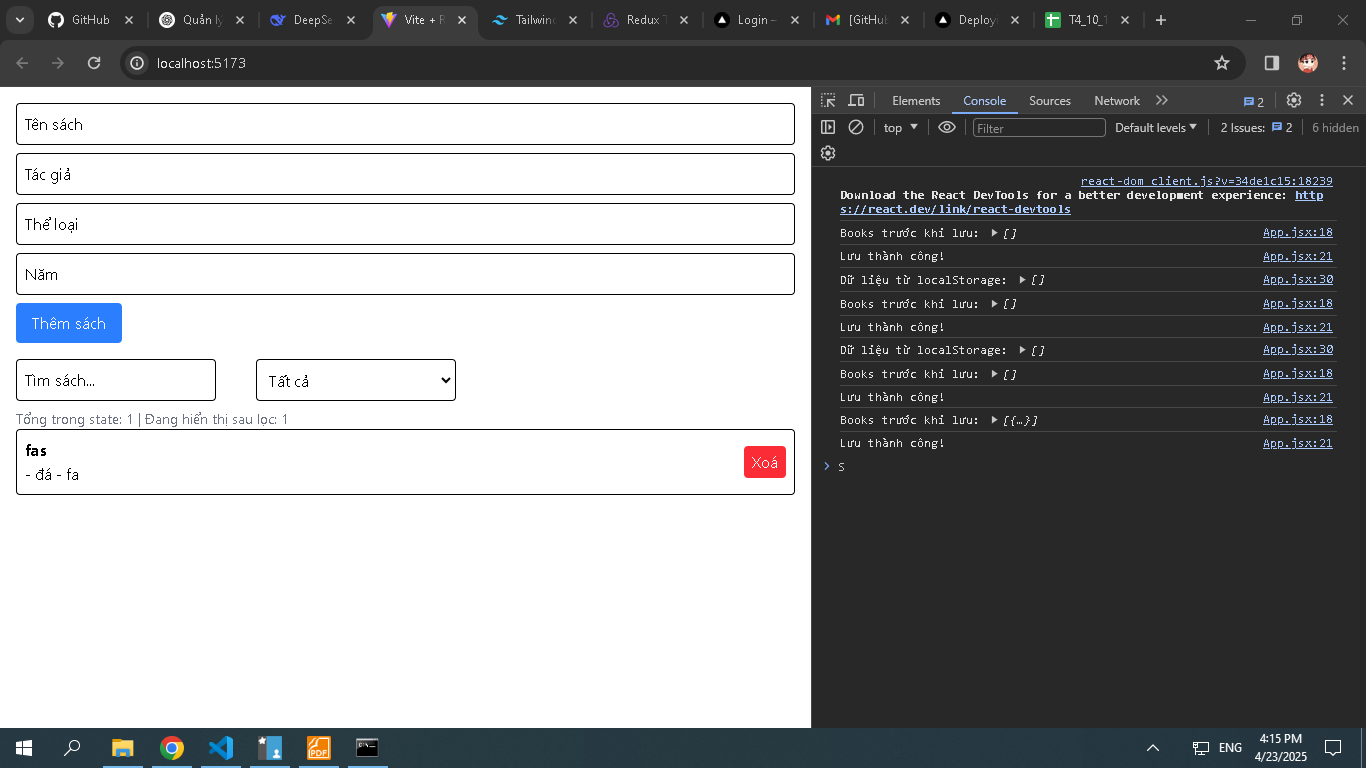 GitHub
Quản lý
DeepSe
Vite + R
Tailwind
Redux T
Login –
[GitHub
Deploy
T4_10_1
localhost:5173
Tên sách
Tác giả
Thể loại
Năm
Thêm sách
Tìm sách...
Tất cả
Tổng trong state: 1 | Đang hiển thị sau lọc: 1
fas
- đá - fa
Xoá
Elements Console Sources Network 2
top Filter Default levels 2 Issues: 2 6 hidden
react-dom_client.js?v=34de1c15:18239
Download the React DevTools for a better development experience: http
s://react.dev/link/react-devtools
Books trước khi lưu: [] App.jsx:18
Lưu thành công! App.jsx:21
Dữ liệu từ localStorage: [] App.jsx:30
Books trước khi lưu: [] App.jsx:18
Lưu thành công! App.jsx:21
Dữ liệu từ localStorage: [] App.jsx:30
Books trước khi lưu: [] App.jsx:18
Lưu thành công! App.jsx:21
Books trước khi lưu: [{…}] App.jsx:18
Lưu thành công! App.jsx:21
S
PDF
ENG
4:15 PM
4/23/2025